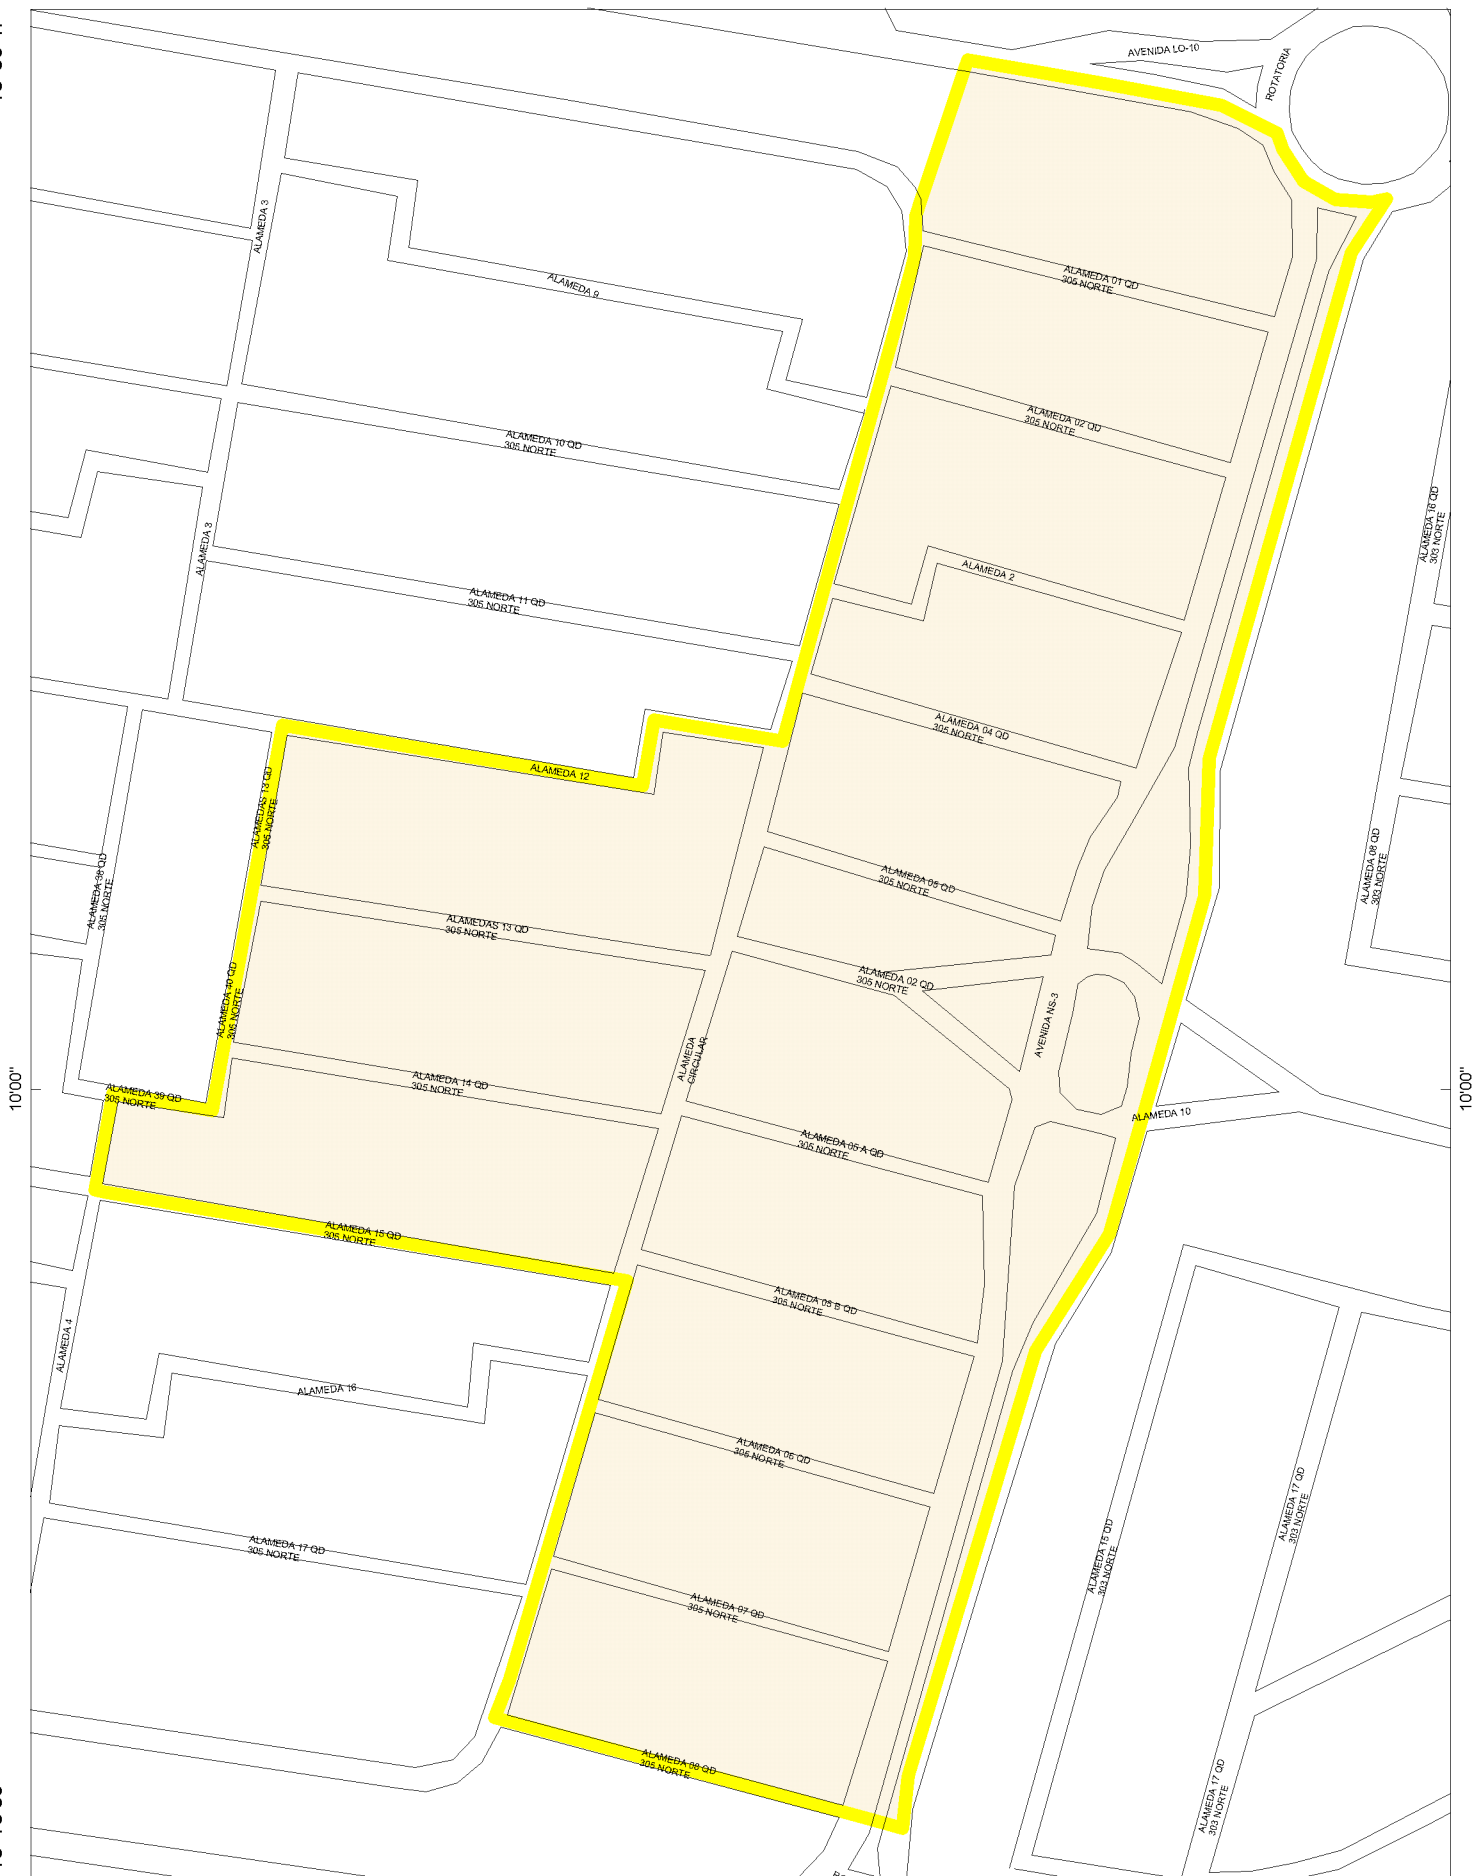 AVENIDA LO-10
ROTATORIA
ALAMEDA 3
ALAMEDA 01 QD
305 NORTE
ALAMEDA 9
ALAMEDA 02 QD
305 NORTE
ALAMEDA 10 QD
305 NORTE
ALAMEDA 16 QD
303 NORTE
ALAMEDA 3
ALAMEDA 2
ALAMEDA 11 QD
305 NORTE
ALAMEDA 04 QD
305 NORTE
ALAMEDA 12
ALAMEDAS 13 QD
305 NORTE
ALAMEDA 38 QD
305 NORTE
ALAMEDA 05 QD
305 NORTE
ALAMEDA 08 QD
303 NORTE
ALAMEDAS 13 QD
305 NORTE
ALAMEDA 02 QD
305 NORTE
ALAMEDA 40 QD
305 NORTE
AVENIDA NS-3
ALAMEDA
CIRCULAR
ALAMEDA 14 QD
305 NORTE
10'00"
10'00"
ALAMEDA 39 QD
305 NORTE
ALAMEDA 10
ALAMEDA 05 A QD
305 NORTE
ALAMEDA 15 QD
305 NORTE
ALAMEDA 05 B QD
305 NORTE
ALAMEDA 4
ALAMEDA 16
ALAMEDA 06 QD
305 NORTE
ALAMEDA 17 QD
303 NORTE
ALAMEDA 17 QD
305 NORTE
ALAMEDA 15 QD
303 NORTE
ALAMEDA 07 QD
305 NORTE
ALAMEDA 08 QD
305 NORTE
ALAMEDA 17 QD
303 NORTE